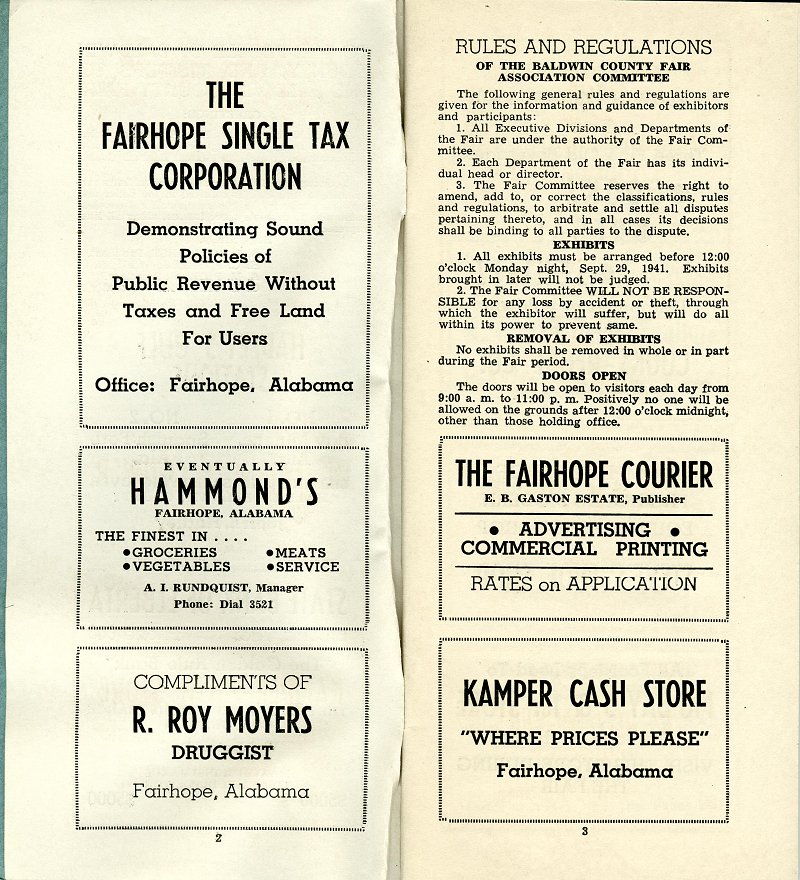 THE
FAIRHOPE SINGLE TAX
CORPORATION
Demonstrating Sound
Policies of
Public Revenue Without
Taxes and Free Land
For Users
Office: Fairhope, Alabama
EVENTUALLY
HAMMOND'S
FAIRHOPE, ALABAMA
THE FINEST IN . . . .
●GROCERIES ●MEATS
●VEGETABLES ●SERVICE
A. I. RUNDQUIST, Manager
Phone: Dial 3521
COMPLIMENTS OF
R. ROY MOYERS
DRUGGIST
Fairhope, Alabama
2
RULES AND REGULATIONS
OF THE BALDWIN COUNTY FAIR
ASSOCIATION COMMITTEE
The following general rules and regulations are
given for the information and guidance of exhibitors
and participants:
1. All Executive Divisions and Departments of
the Fair are under the authority of the Fair Com-
mittee.
2. Each Department of the Fair has its indivi-
dual head or director.
3. The Fair Committee reserves the right to
amend, add to, or correct the classifications, rules
and regulations, to arbitrate and settle all disputes
pertaining thereto, and in all cases its decisions
shall be binding to all parties to the dispute.
EXHIBITS
1. All exhibits must be arranged before 12:00
o'clock Monday night, Sept. 29, 1941. Exhibits
brought in later will not be judged.
2. The Fair Committee WILL NOT BE RESPON-
SIBLE for any loss by accident or theft, through
which the exhibitor will suffer, but will do all
within its power to prevent same.
REMOVAL OF EXHIBITS
No exhibits shall be removed in whole or in part
during the Fair period.
DOORS OPEN
The doors will be open to visitors each day from
9:00 a. m. to 11:00 p. m. Positively no one will be
allowed on the grounds after 12:00 o'clock midnight,
other than those holding office.
THE FAIRHOPE COURIER
E. B. GASTON ESTATE, Publisher
● ADVERTISING ●
COMMERCIAL PRINTING
RATES on APPLICATION
KAMPER CASH STORE
"WHERE PRICES PLEASE"
Fairhope, Alabama
3